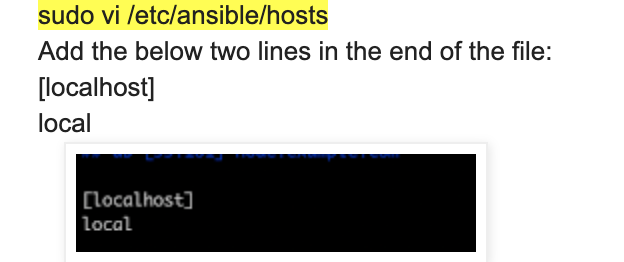 sudo vi /etc/ansible/hosts
Add the below two lines in the end of the file:
[localhost]
local
[localhost]
local